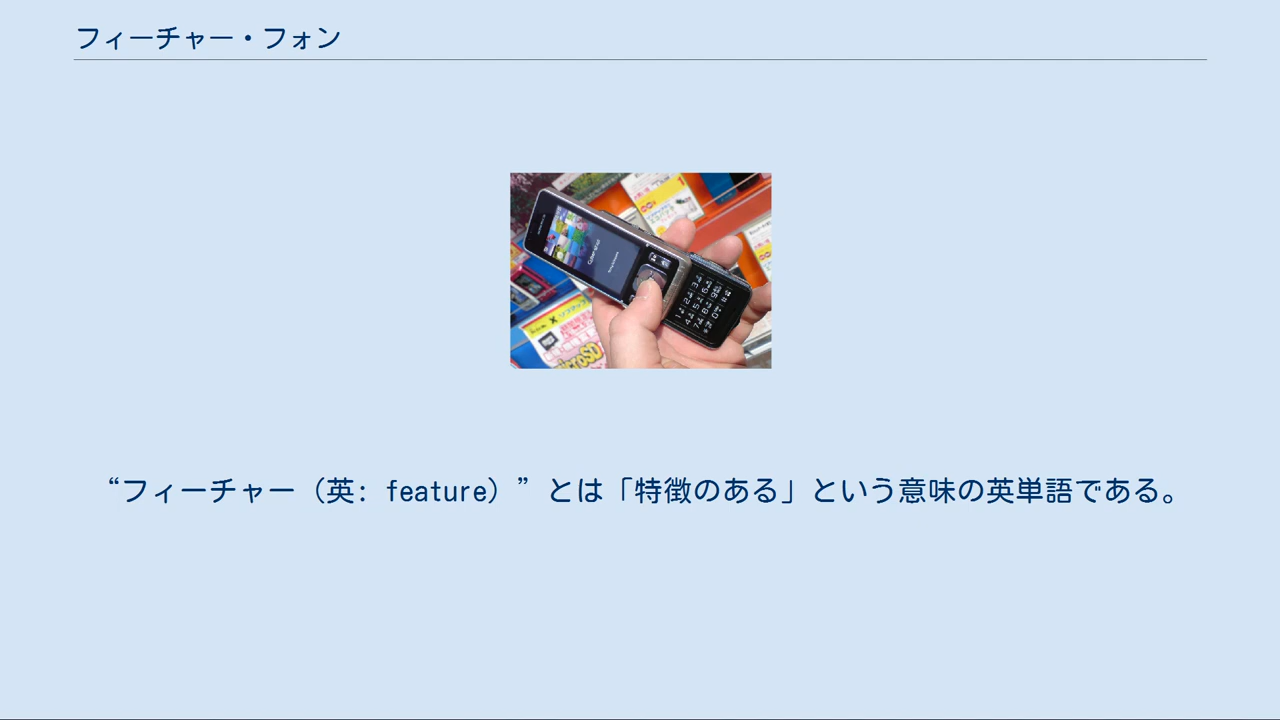 フィーチャー・フォン
microSD
“フィーチャー（英: feature）”とは「特徴のある」という意味の英単語である。